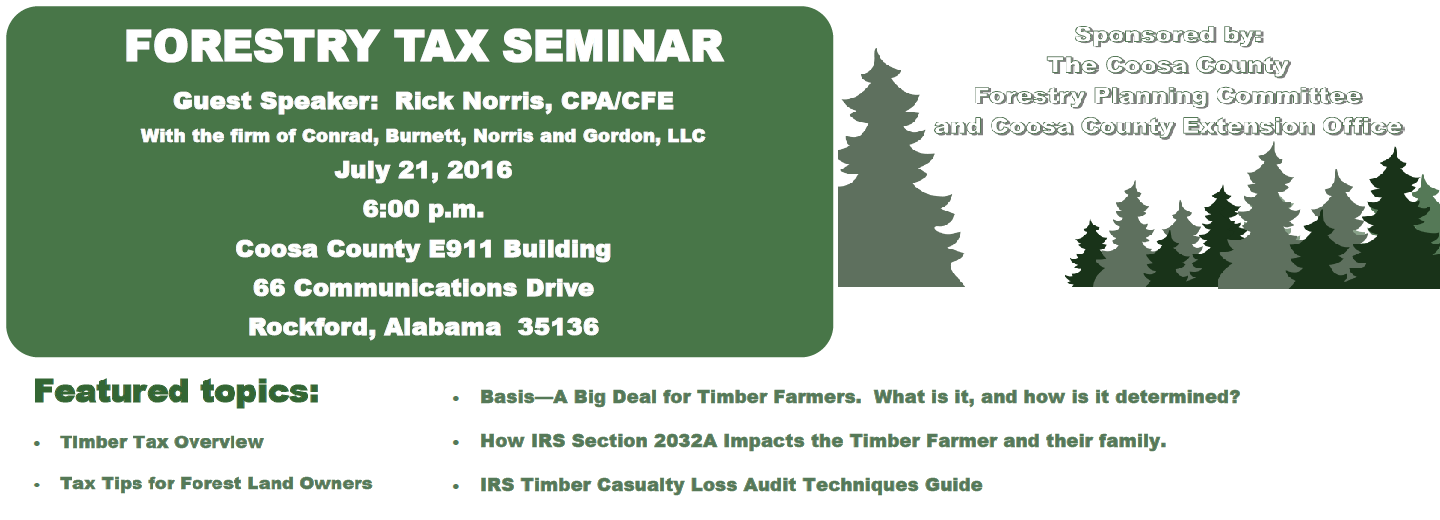 FORESTRY TAX SEMINAR
Guest Speaker:  Rick Norris, CPA/CFE
With the firm of Conrad, Burnett, Norris and Gordon, LLC
July 21, 2016
6:00 p.m.
Coosa County E911 Building
66 Communications Drive
Rockford, Alabama  35136
Sponsored by:
The Coosa County
Forestry Planning Committee
and Coosa County Extension Office
Featured topics:
• Timber Tax Overview
• Tax Tips for Forest Land Owners
• Basis—A Big Deal for Timber Farmers.  What is it, and how is it determined?
• How IRS Section 2032A Impacts the Timber Farmer and their family.
• IRS Timber Casualty Loss Audit Techniques Guide